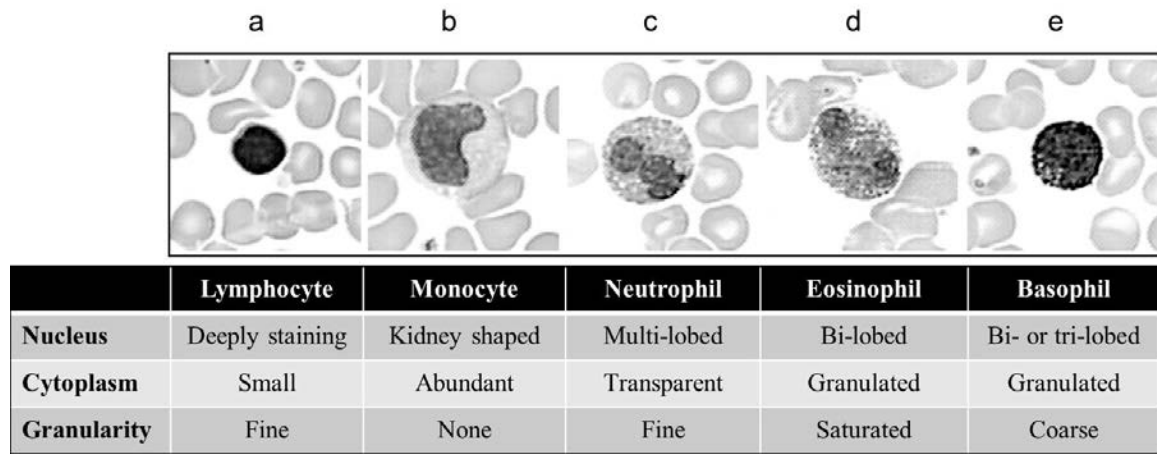 a b c d e
Lymphocyte Monocyte Neutrophil Eosinophil Basophil
Nucleus Deeply staining Kidney shaped Multi-lobed Bi-lobed Bi- or tri-lobed
Cytoplasm Small Abundant Transparent Granulated Granulated
Granularity Fine None Fine Saturated Coarse